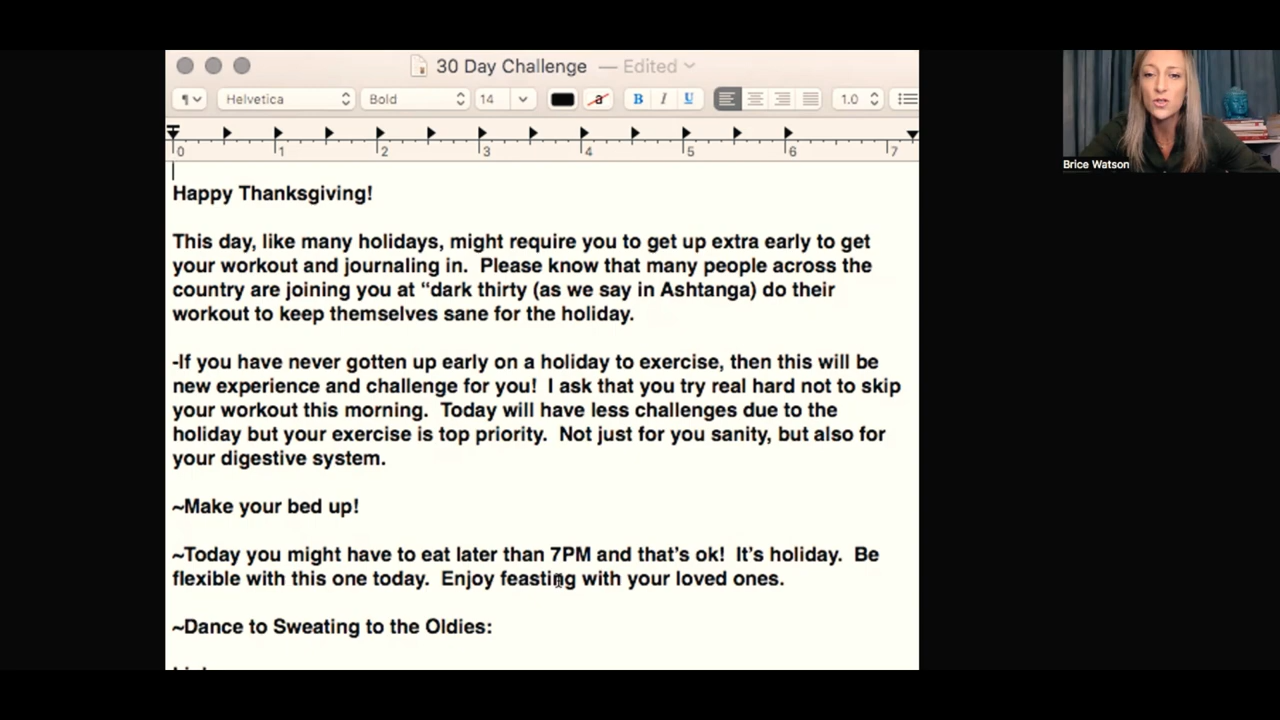 30 Day Challenge — Edited
Helvetica Bold 14 a B I U 1.0
0 1 2 3 4 5 6 7
Happy Thanksgiving!
This day, like many holidays, might require you to get up extra early to get
your workout and journaling in.  Please know that many people across the
country are joining you at “dark thirty (as we say in Ashtanga) do their
workout to keep themselves sane for the holiday.
-If you have never gotten up early on a holiday to exercise, then this will be
new experience and challenge for you!  I ask that you try real hard not to skip
your workout this morning.  Today will have less challenges due to the
holiday but your exercise is top priority.  Not just for you sanity, but also for
your digestive system.
~Make your bed up!
~Today you might have to eat later than 7PM and that’s ok!  It’s holiday.  Be
flexible with this one today.  Enjoy feasting with your loved ones.
~Dance to Sweating to the Oldies:
Brice Watson